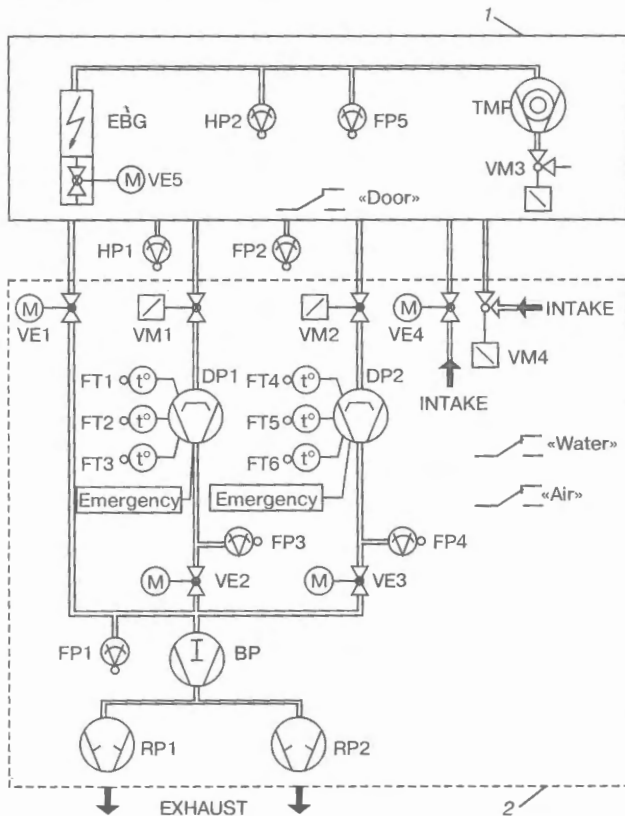 1
EBG
HP2
FP5
TMP
M VE5
VM3
«Door»
HP1
FP2
M
VE1
VM1
VM2
M
VE4
INTAKE
VM4
FT1 t°
DP1
FT4 t°
DP2
INTAKE
FT2 t°
FT5 t°
FT3 t°
FT6 t°
«Water»
Emergency
Emergency
«Air»
FP3
FP4
M
VE2
M
VE3
FP1
BP
RP1
RP2
EXHAUST
2